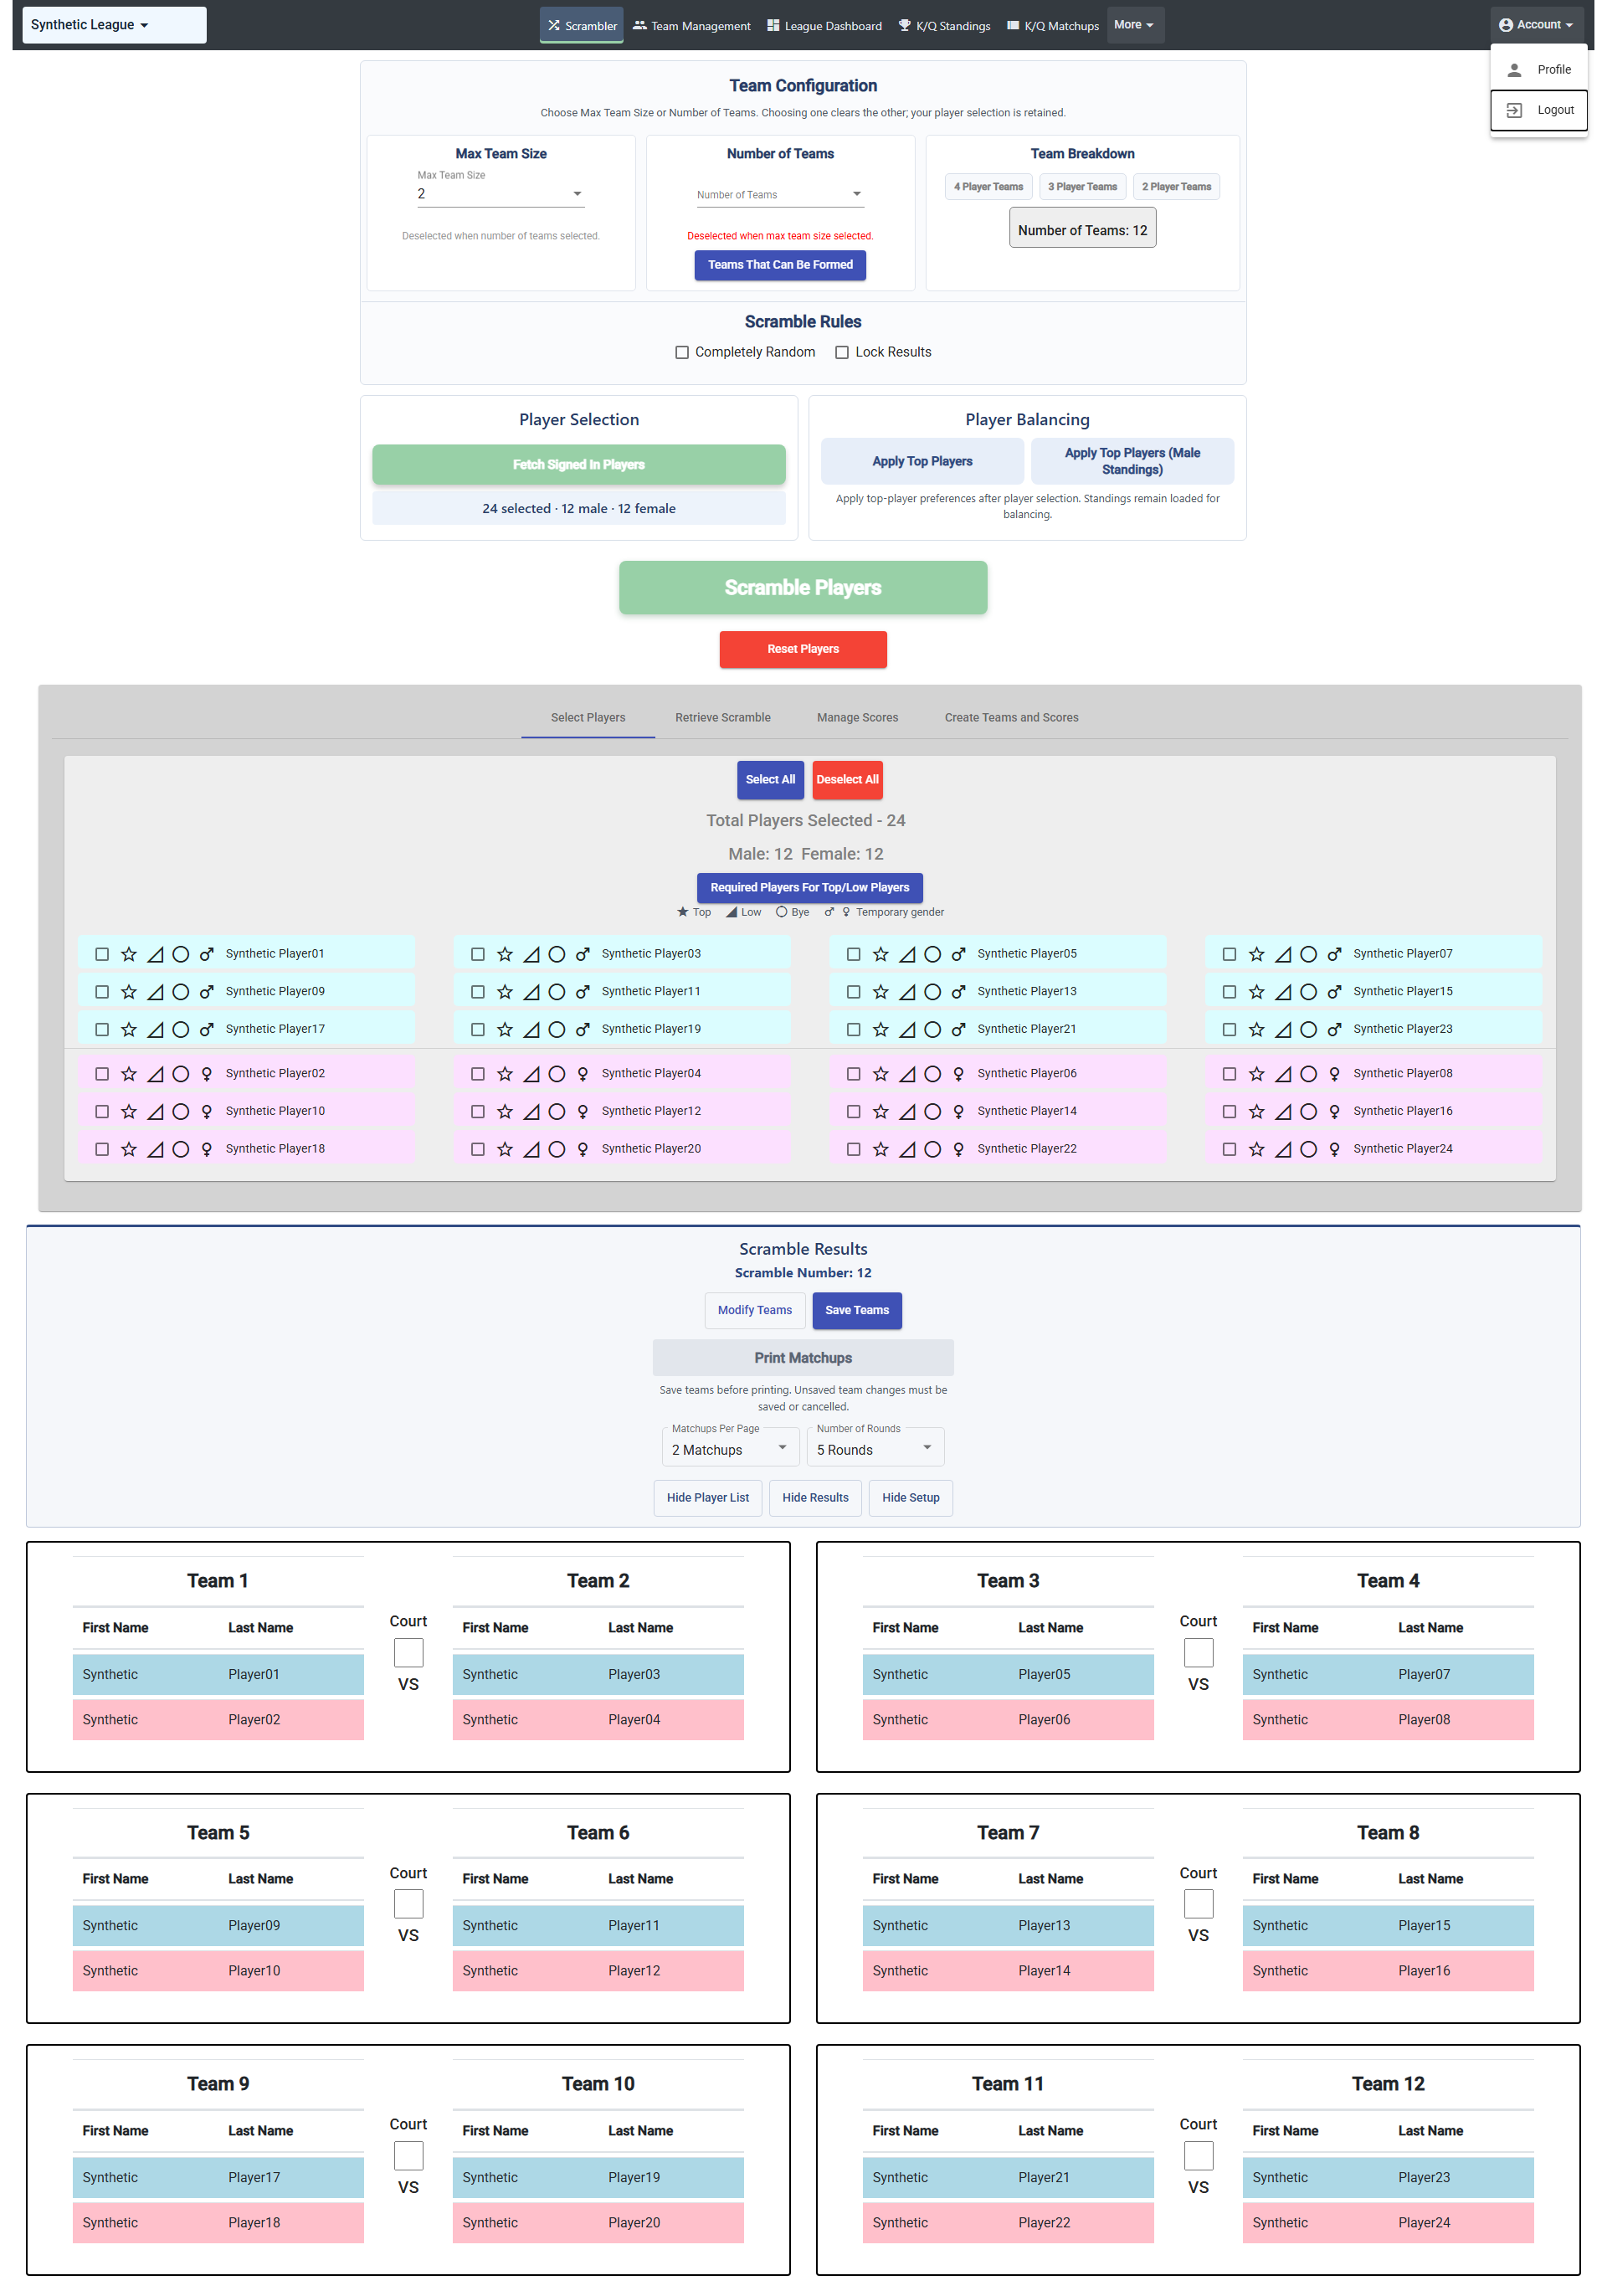 Synthetic League
Scrambler
Team Management
League Dashboard
K/Q Standings
K/Q Matchups
More
Account
Profile
Logout
Team Configuration
Choose Max Team Size or Number of Teams. Choosing one clears the other; your player selection is retained.
Max Team Size
Max Team Size
2
Deselected when number of teams selected.
Number of Teams
Number of Teams
Deselected when max team size selected.
Teams That Can Be Formed
Team Breakdown
4 Player Teams
3 Player Teams
2 Player Teams
Number of Teams: 12
Scramble Rules
Completely Random
Lock Results
Player Selection
Fetch Signed In Players
24 selected · 12 male · 12 female
Player Balancing
Apply Top Players
Apply Top Players (Male
Standings)
Apply top-player preferences after player selection. Standings remain loaded for
balancing.
Scramble Players
Reset Players
Select Players
Retrieve Scramble
Manage Scores
Create Teams and Scores
Select All
Deselect All
Total Players Selected - 24
Male: 12 Female: 12
Required Players For Top/Low Players
★ Top ◢ Low ○ Bye ♂ ♀ Temporary gender
Synthetic Player01
Synthetic Player03
Synthetic Player05
Synthetic Player07
Synthetic Player09
Synthetic Player11
Synthetic Player13
Synthetic Player15
Synthetic Player17
Synthetic Player19
Synthetic Player21
Synthetic Player23
Synthetic Player02
Synthetic Player04
Synthetic Player06
Synthetic Player08
Synthetic Player10
Synthetic Player12
Synthetic Player14
Synthetic Player16
Synthetic Player18
Synthetic Player20
Synthetic Player22
Synthetic Player24
Scramble Results
Scramble Number: 12
Modify Teams
Save Teams
Print Matchups
Save teams before printing. Unsaved team changes must be
saved or cancelled.
Matchups Per Page
2 Matchups
Number of Rounds
5 Rounds
Hide Player List
Hide Results
Hide Setup
Team 1
First Name Last Name
Synthetic Player01
Synthetic Player02
Court
VS
Team 2
First Name Last Name
Synthetic Player03
Synthetic Player04
Team 3
First Name Last Name
Synthetic Player05
Synthetic Player06
Court
VS
Team 4
First Name Last Name
Synthetic Player07
Synthetic Player08
Team 5
First Name Last Name
Synthetic Player09
Synthetic Player10
Court
VS
Team 6
First Name Last Name
Synthetic Player11
Synthetic Player12
Team 7
First Name Last Name
Synthetic Player13
Synthetic Player14
Court
VS
Team 8
First Name Last Name
Synthetic Player15
Synthetic Player16
Team 9
First Name Last Name
Synthetic Player17
Synthetic Player18
Court
VS
Team 10
First Name Last Name
Synthetic Player19
Synthetic Player20
Team 11
First Name Last Name
Synthetic Player21
Synthetic Player22
Court
VS
Team 12
First Name Last Name
Synthetic Player23
Synthetic Player24